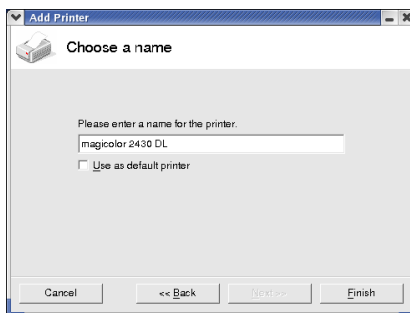 Add Printer
Choose a name
Please enter a name for the printer.
magicolor 2430 DL
Use as default printer
Cancel
<< Back
Next >>
Finish